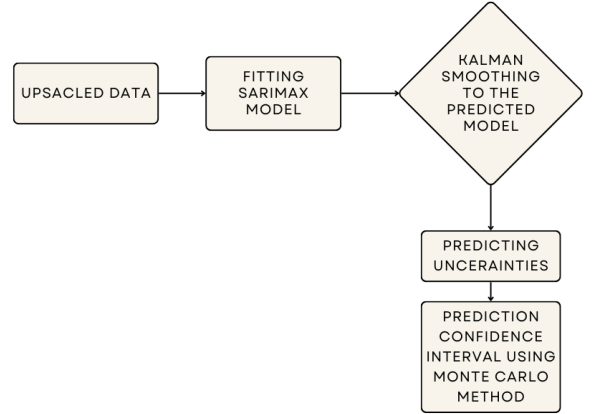 UPSACLED DATA
FITTING
SARIMAX
MODEL
KALMAN
SMOOTHING
TO THE
PREDICTED
MODEL
PREDICTING
UNCERAINTIES
PREDICTION
CONFIDENCE
INTERVAL USING
MONTE CARLO
METHOD